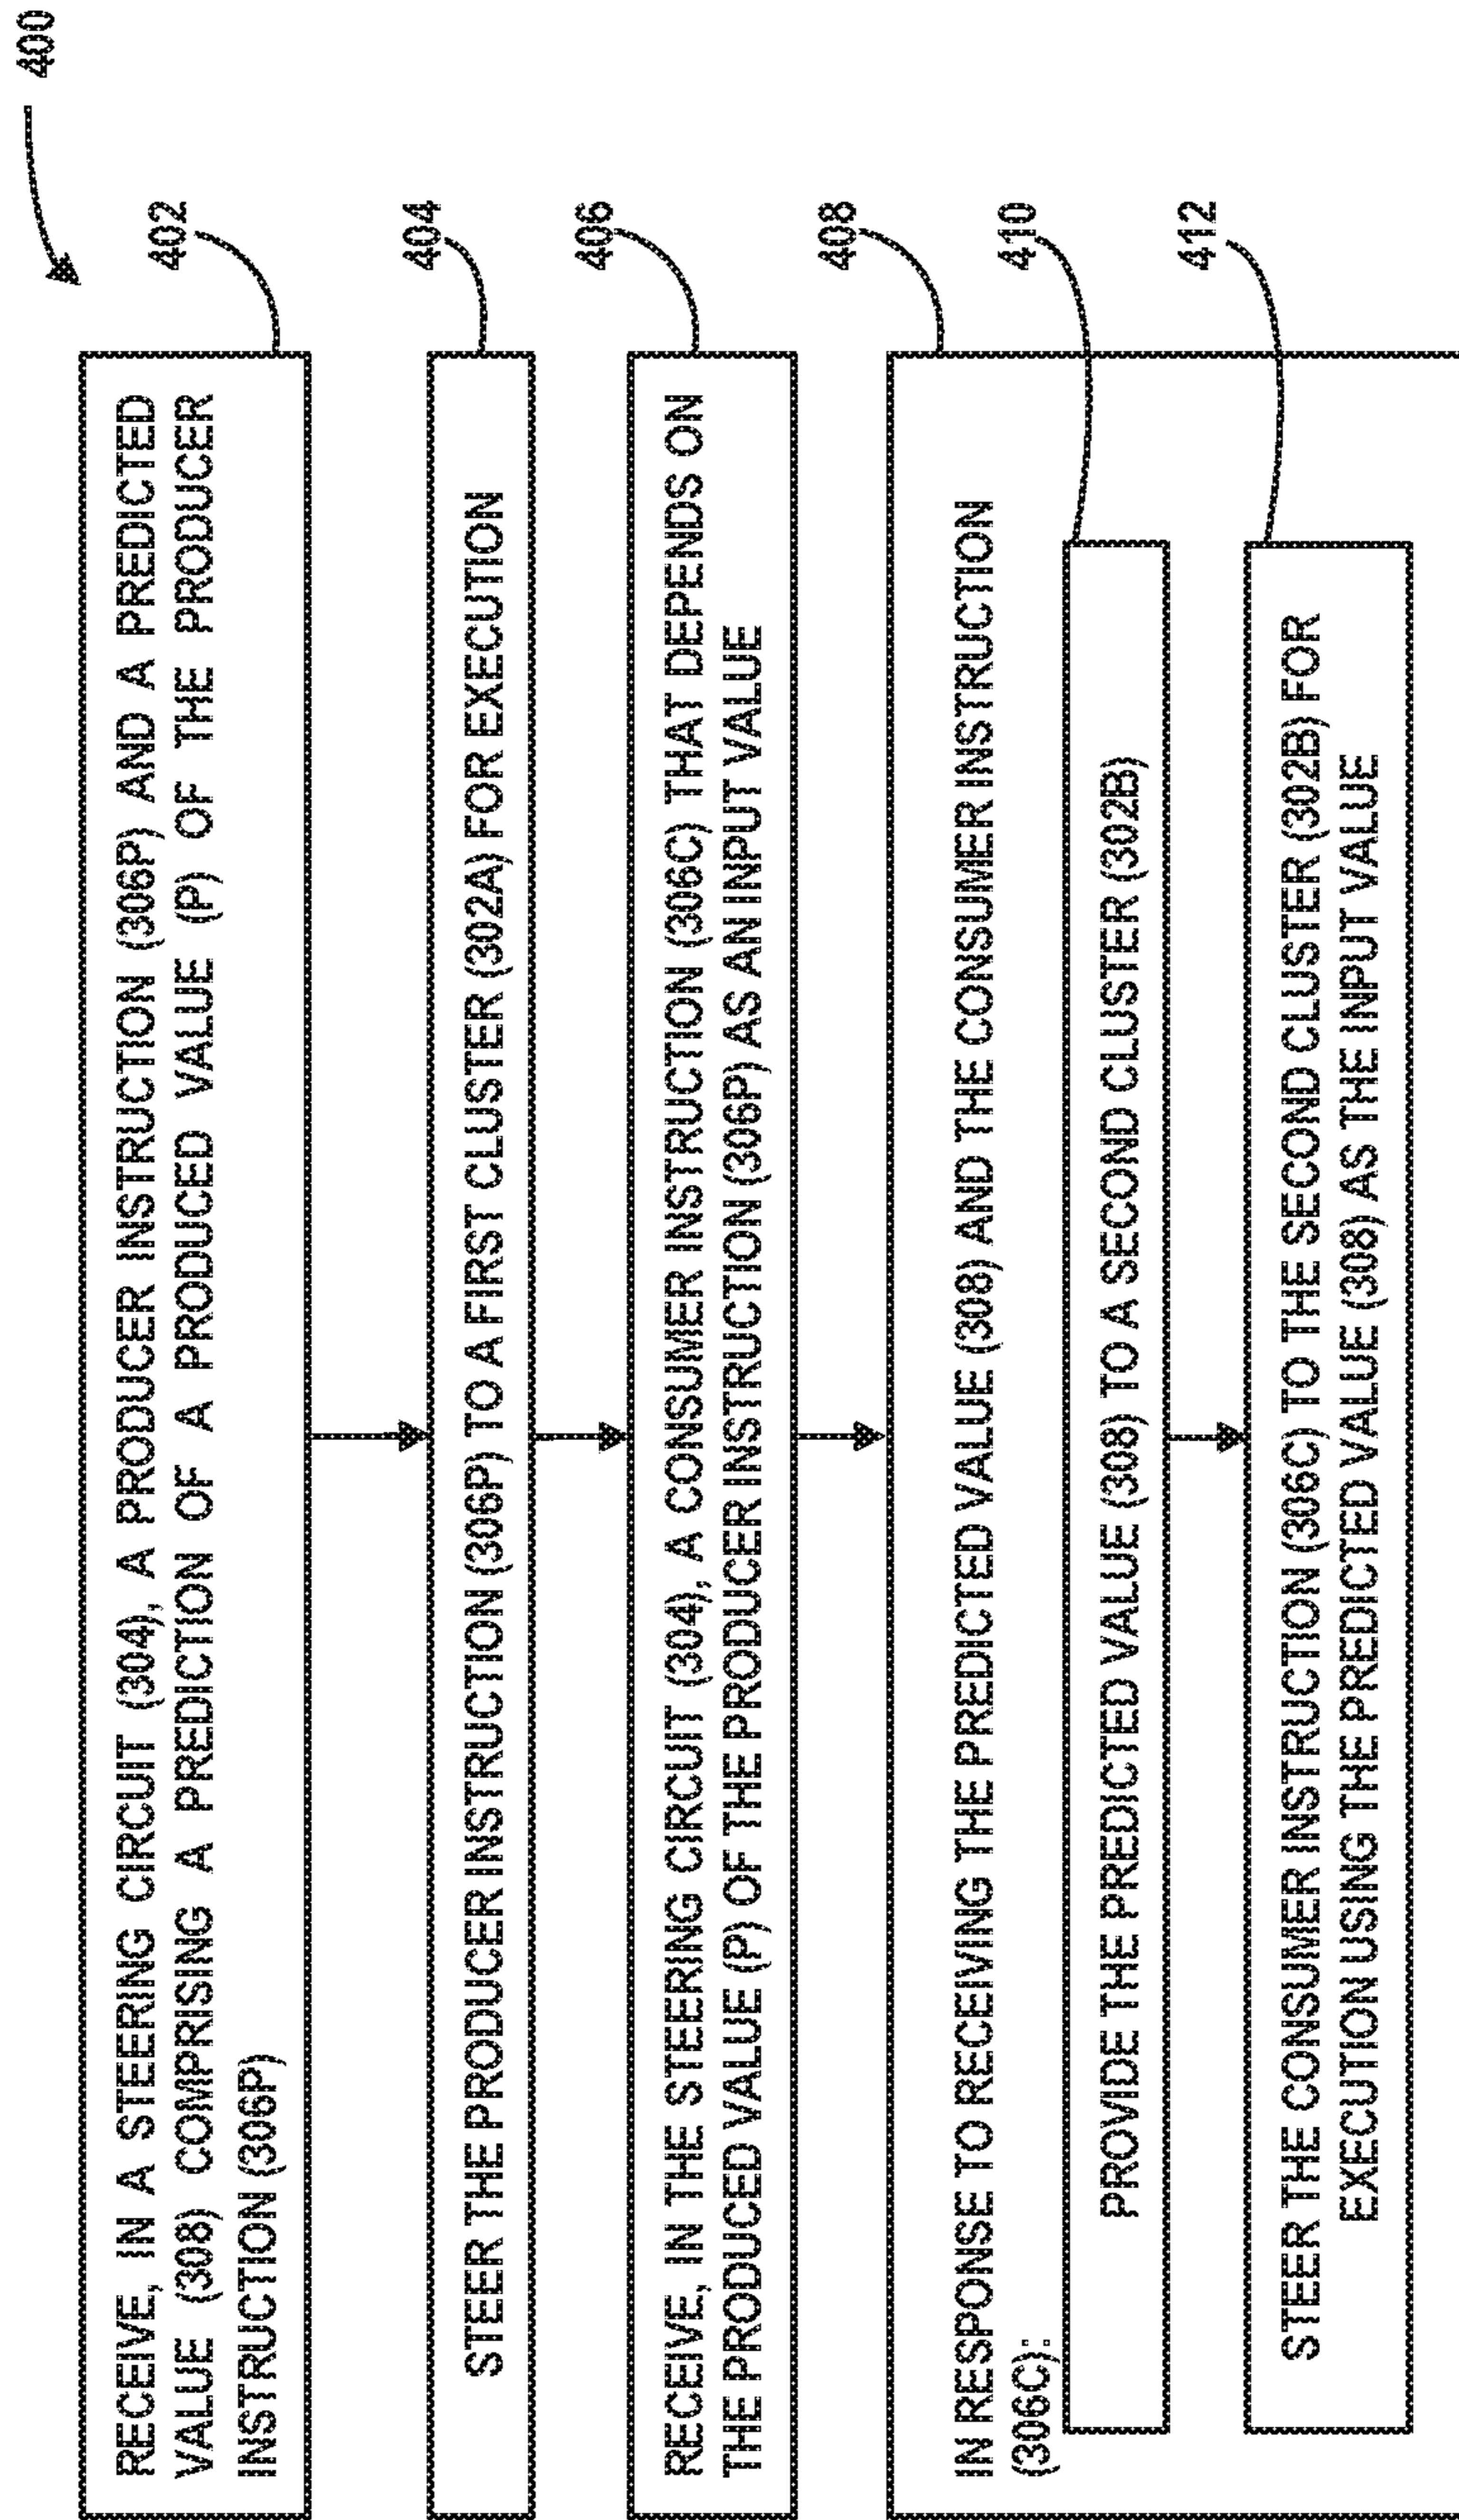 400
RECEIVE, IN A STEERING CIRCUIT (304), A PRODUCER INSTRUCTION (306P) AND A PREDICTED
VALUE (308) COMPRISING A PREDICTION OF A PRODUCED VALUE (P) OF THE PRODUCER
INSTRUCTION (306P)
402
STEER THE PRODUCER INSTRUCTION (306P) TO A FIRST CLUSTER (302A) FOR EXECUTION
404
RECEIVE, IN THE STEERING CIRCUIT (304), A CONSUMER INSTRUCTION (306C) THAT DEPENDS ON
THE PRODUCED VALUE (P) OF THE PRODUCER INSTRUCTION (306P) AS AN INPUT VALUE
406
IN RESPONSE TO RECEIVING THE PREDICTED VALUE (308) AND THE CONSUMER INSTRUCTION
(306C):
408
PROVIDE THE PREDICTED VALUE (308) TO A SECOND CLUSTER (302B)
410
STEER THE CONSUMER INSTRUCTION (306C) TO THE SECOND CLUSTER (302B) FOR
EXECUTION USING THE PREDICTED VALUE (308) AS THE INPUT VALUE
412